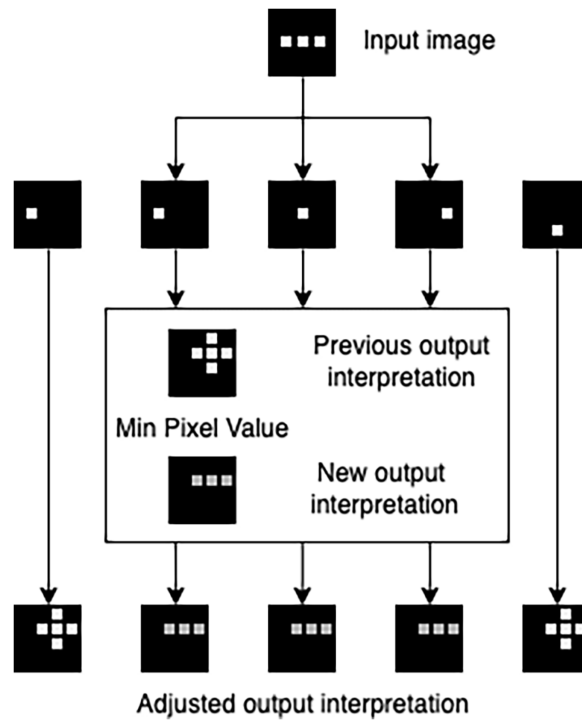 Input image
Previous output
interpretation
Min Pixel Value
New output
interpretation
Adjusted output interpretation